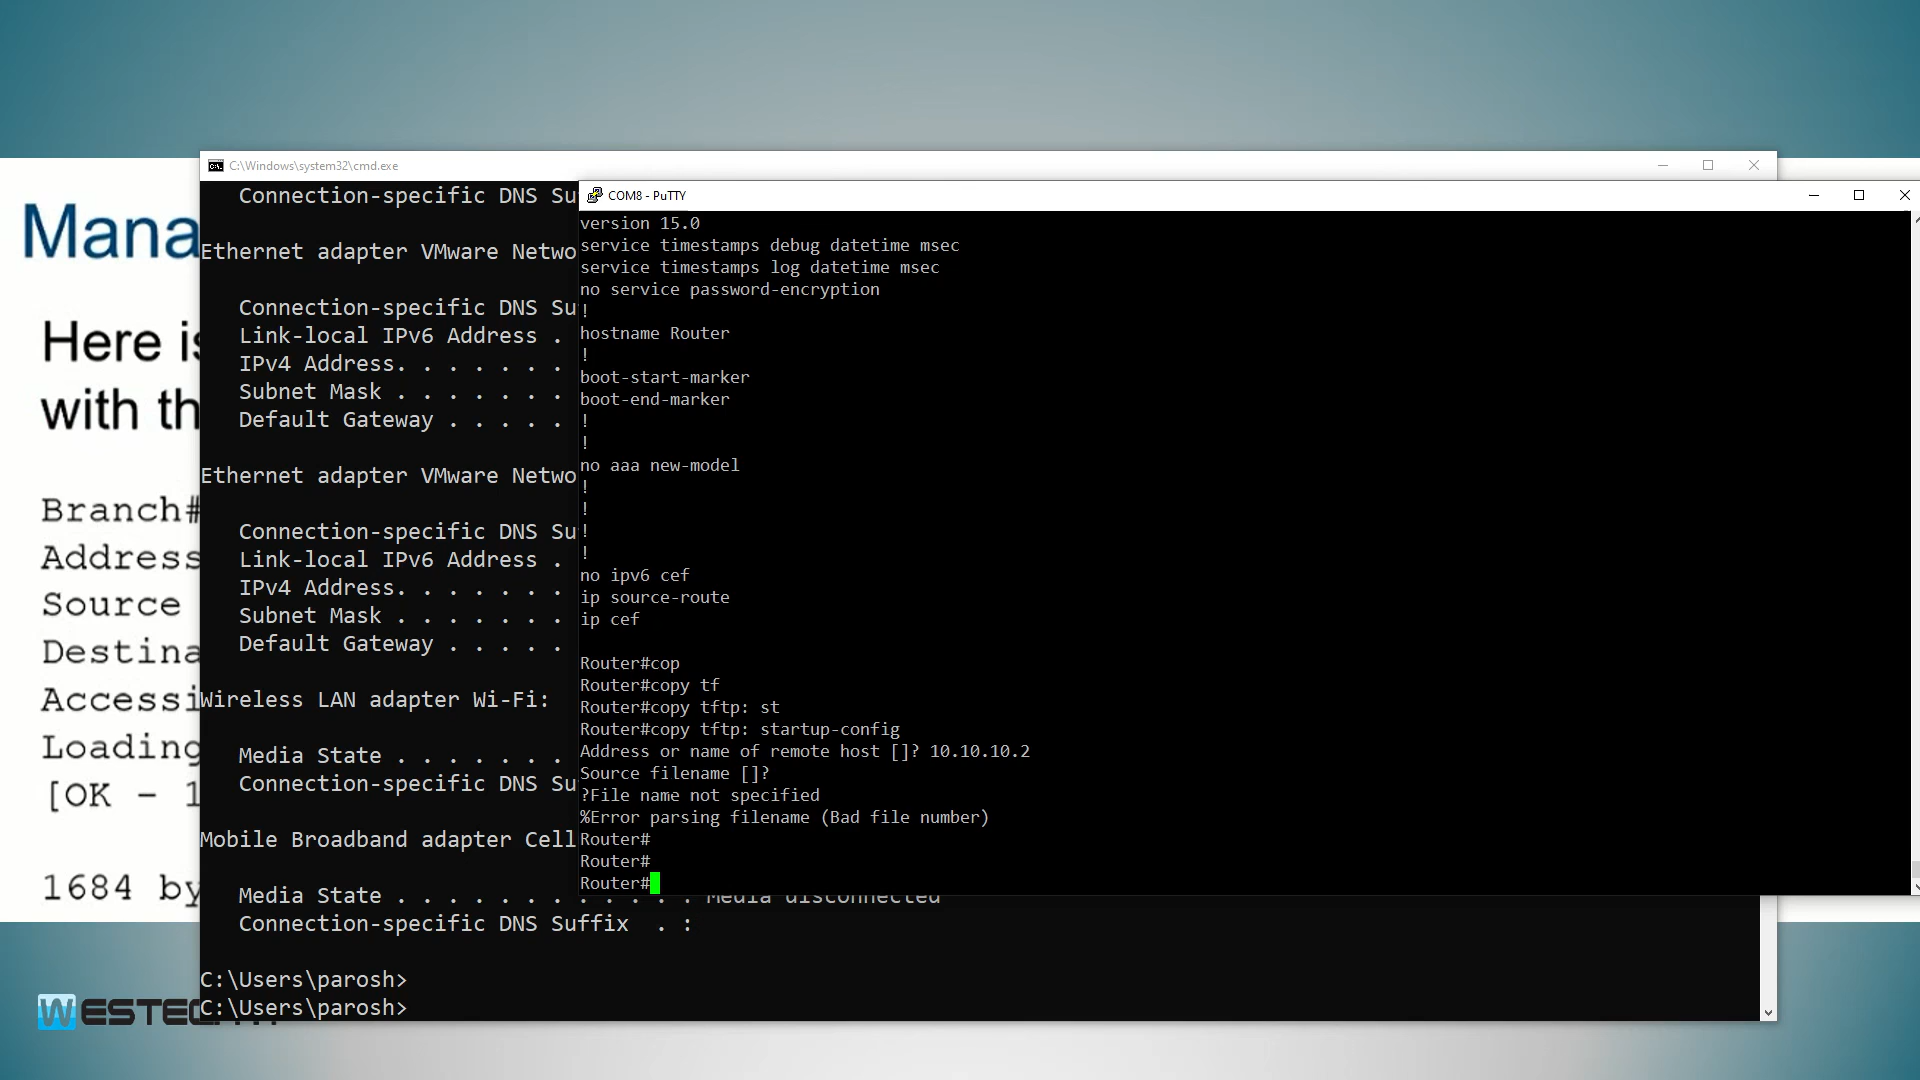 C:\Windows\system32\cmd.exe
Connection-specific DNS Su
Ethernet adapter VMware Netwo
Connection-specific DNS Su
Link-local IPv6 Address .
IPv4 Address. . . . . . .
Subnet Mask . . . . . . .
Default Gateway . . . . .
Ethernet adapter VMware Netwo
Connection-specific DNS Su
Link-local IPv6 Address .
IPv4 Address. . . . . . .
Subnet Mask . . . . . . .
Default Gateway . . . . .
Wireless LAN adapter Wi-Fi:
Media State . . . . . . .
Connection-specific DNS Su
Mobile Broadband adapter Cell
Media State . . . . . . . . . . . : Media disconnected
Connection-specific DNS Suffix  . :
C:\Users\parosh>
C:\Users\parosh>
COM8 - PuTTY
version 15.0
service timestamps debug datetime msec
service timestamps log datetime msec
no service password-encryption
!
hostname Router
!
boot-start-marker
boot-end-marker
!
!
no aaa new-model
!
!
!
!
no ipv6 cef
ip source-route
ip cef
Router#cop
Router#copy tf
Router#copy tftp: st
Router#copy tftp: startup-config
Address or name of remote host []? 10.10.10.2
Source filename []?
?File name not specified
%Error parsing filename (Bad file number)
Router#
Router#
Router#
Mana
Here is
with th
Branch#
Address
Source
Destina
Accessi
Loading
[OK - 1
1684 by